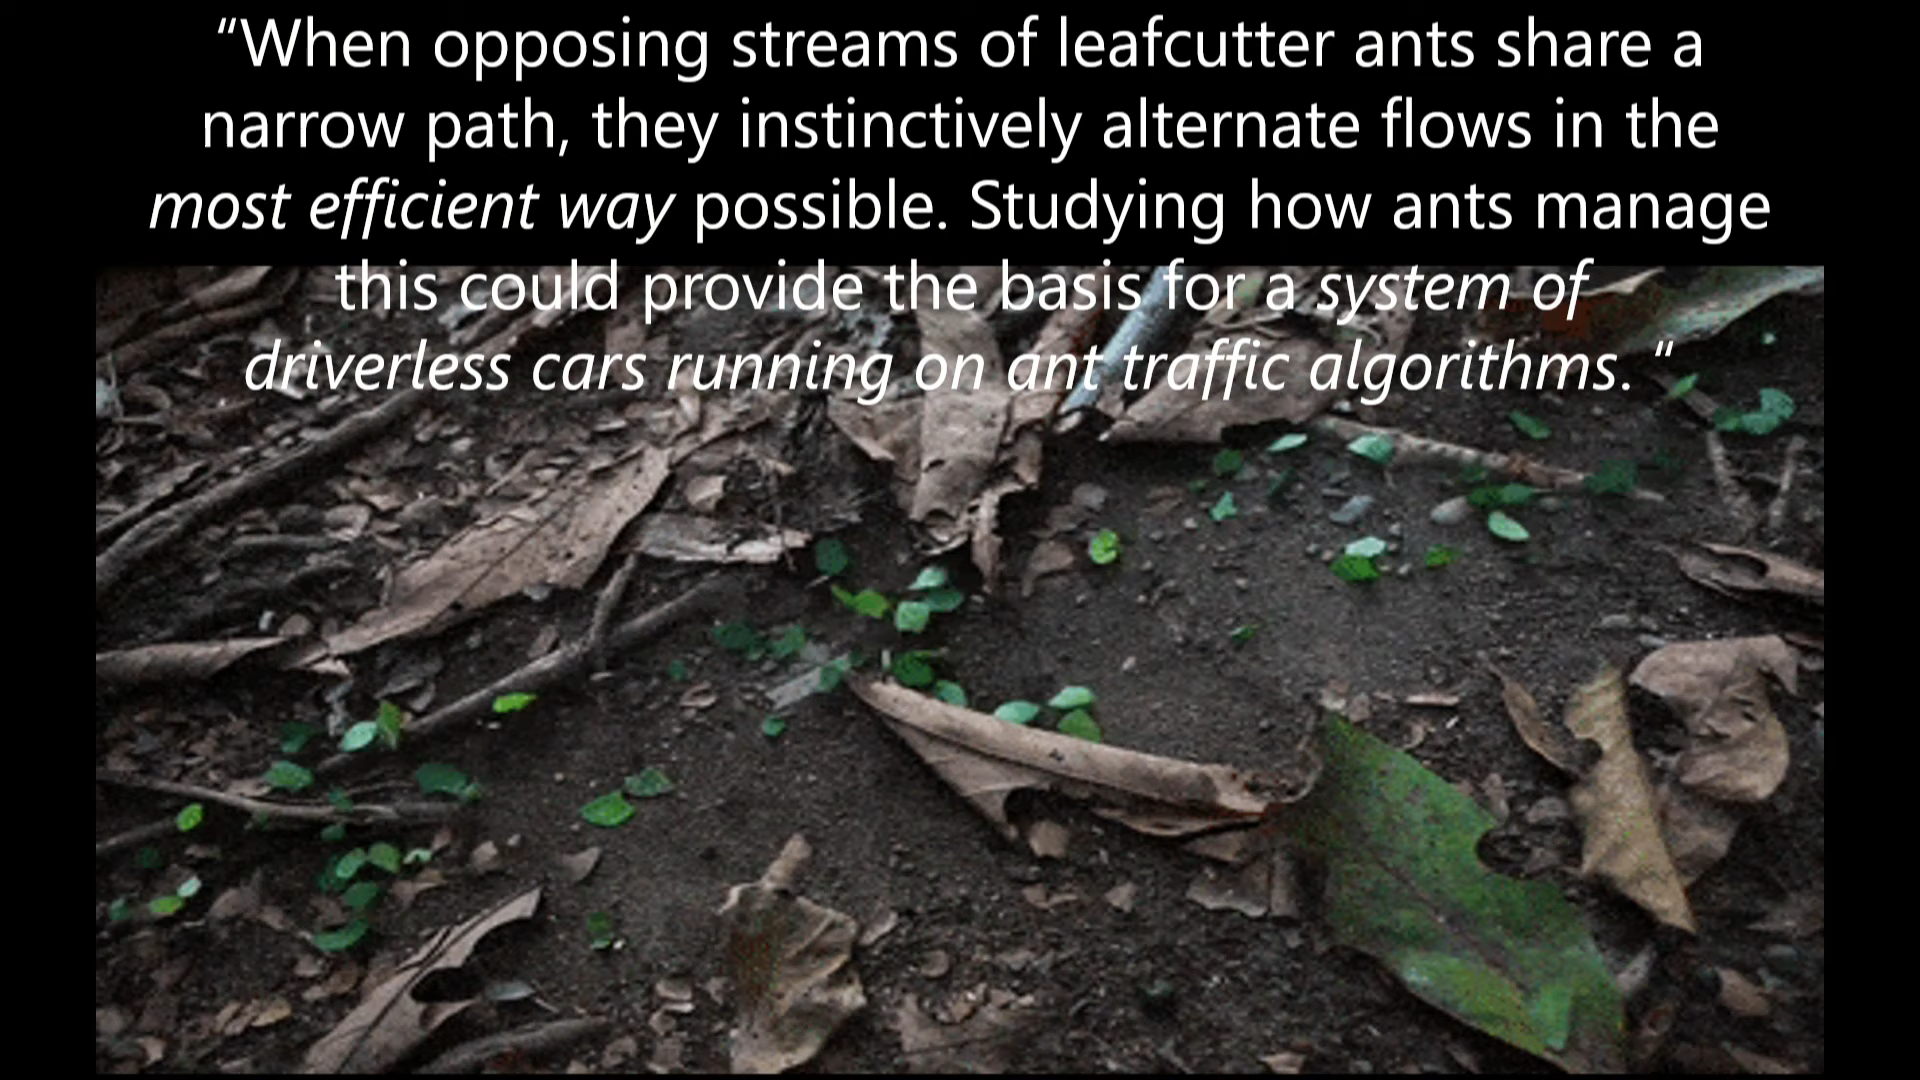 “When opposing streams of leafcutter ants share a
narrow path, they instinctively alternate flows in the
most efficient way possible. Studying how ants manage
this could provide the basis for a system of
driverless cars running on ant traffic algorithms. “